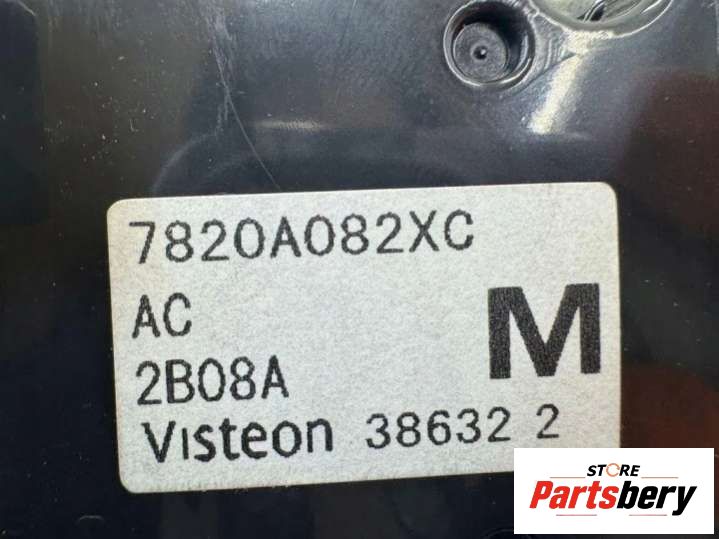 7820A082XC
AC
M
2B08A
Visteon 38632 2
STORE
Partsbery